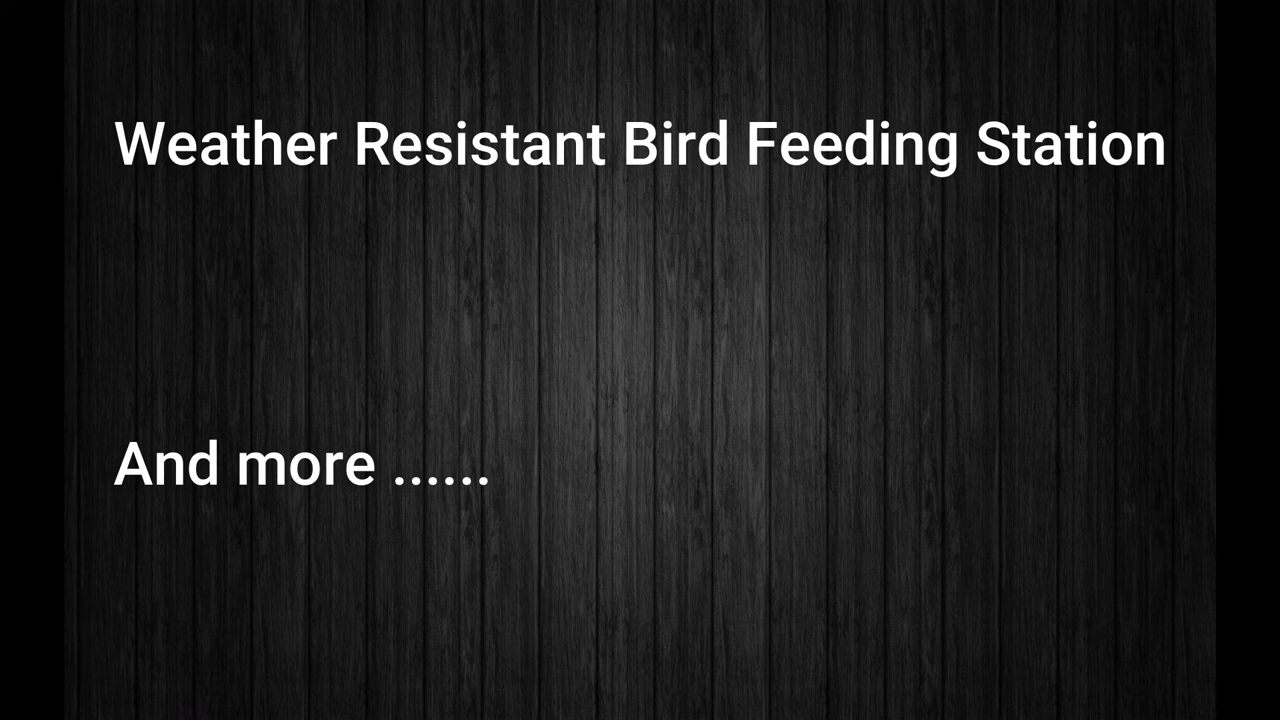 Weather Resistant Bird Feeding Station
And more ......